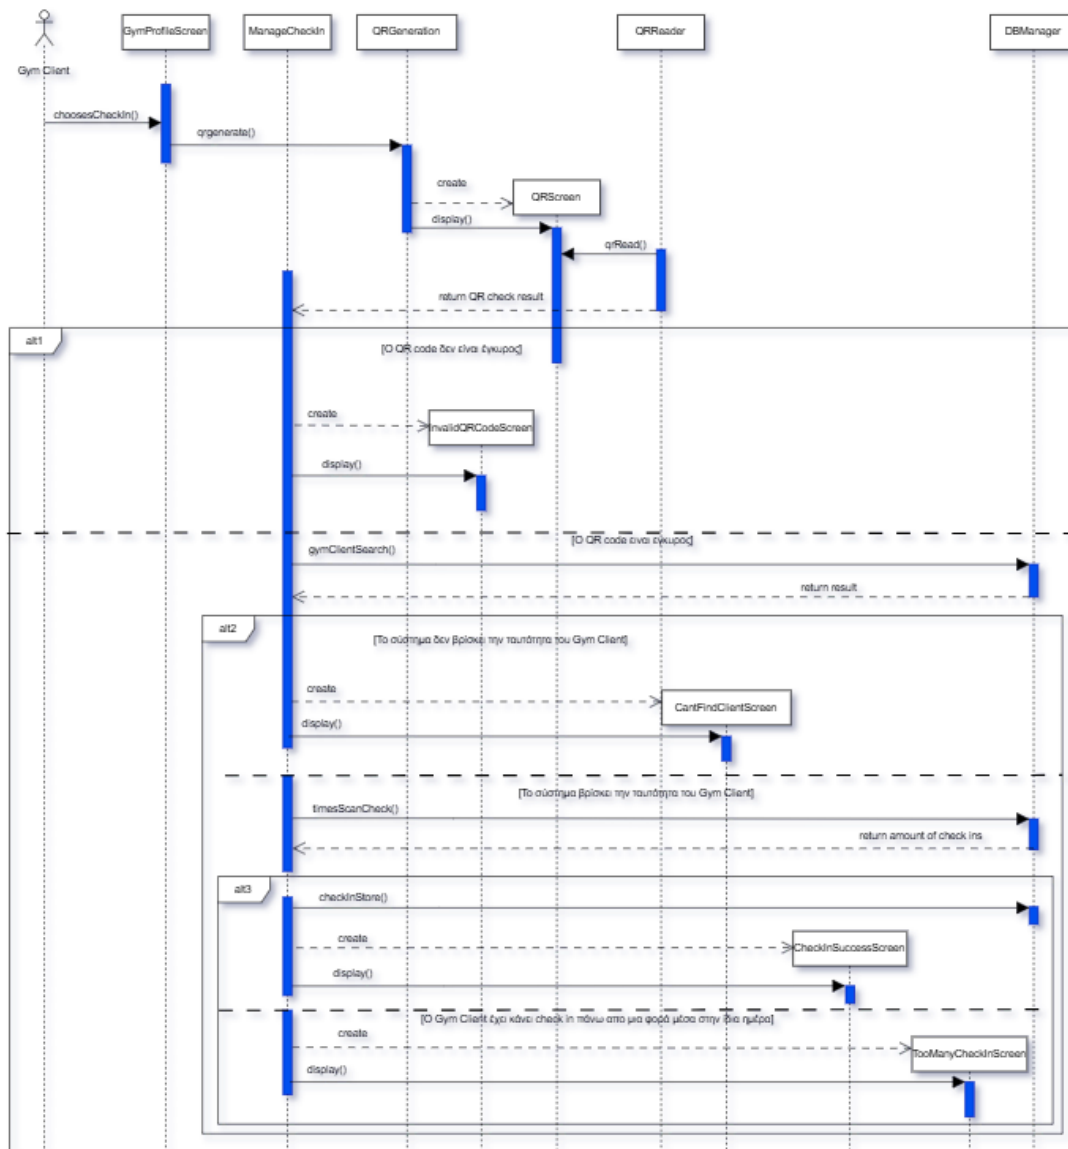 GymProfileScreen
ManageCheckIn
QRGeneration
QRReader
DBManager
Gym Client
choosesCheckIn()
qrgenerate()
create
QRScreen
display()
qrRead()
return QR check result
alt1
[Ο QR code δεν είναι έγκυρος]
create
InvalidQRCodeScreen
display()
[Ο QR code ειναι εγκυρος]
gymClientSearch()
return result
alt2
[Το σύστημα δεν βρίσκει την ταυτότητα του Gym Client]
create
CantFindClientScreen
display()
[Το σύστημα βρίσκει την ταυτότητα του Gym Client]
timesScanCheck()
return amount of check ins
alt3
checkInStore()
create
CheckInSuccessScreen
display()
[Ο Gym Client έχει κάνει check in πάνω απο μια φορά μέσα στην ίδια ημέρα]
create
TooManyCheckInScreen
display()